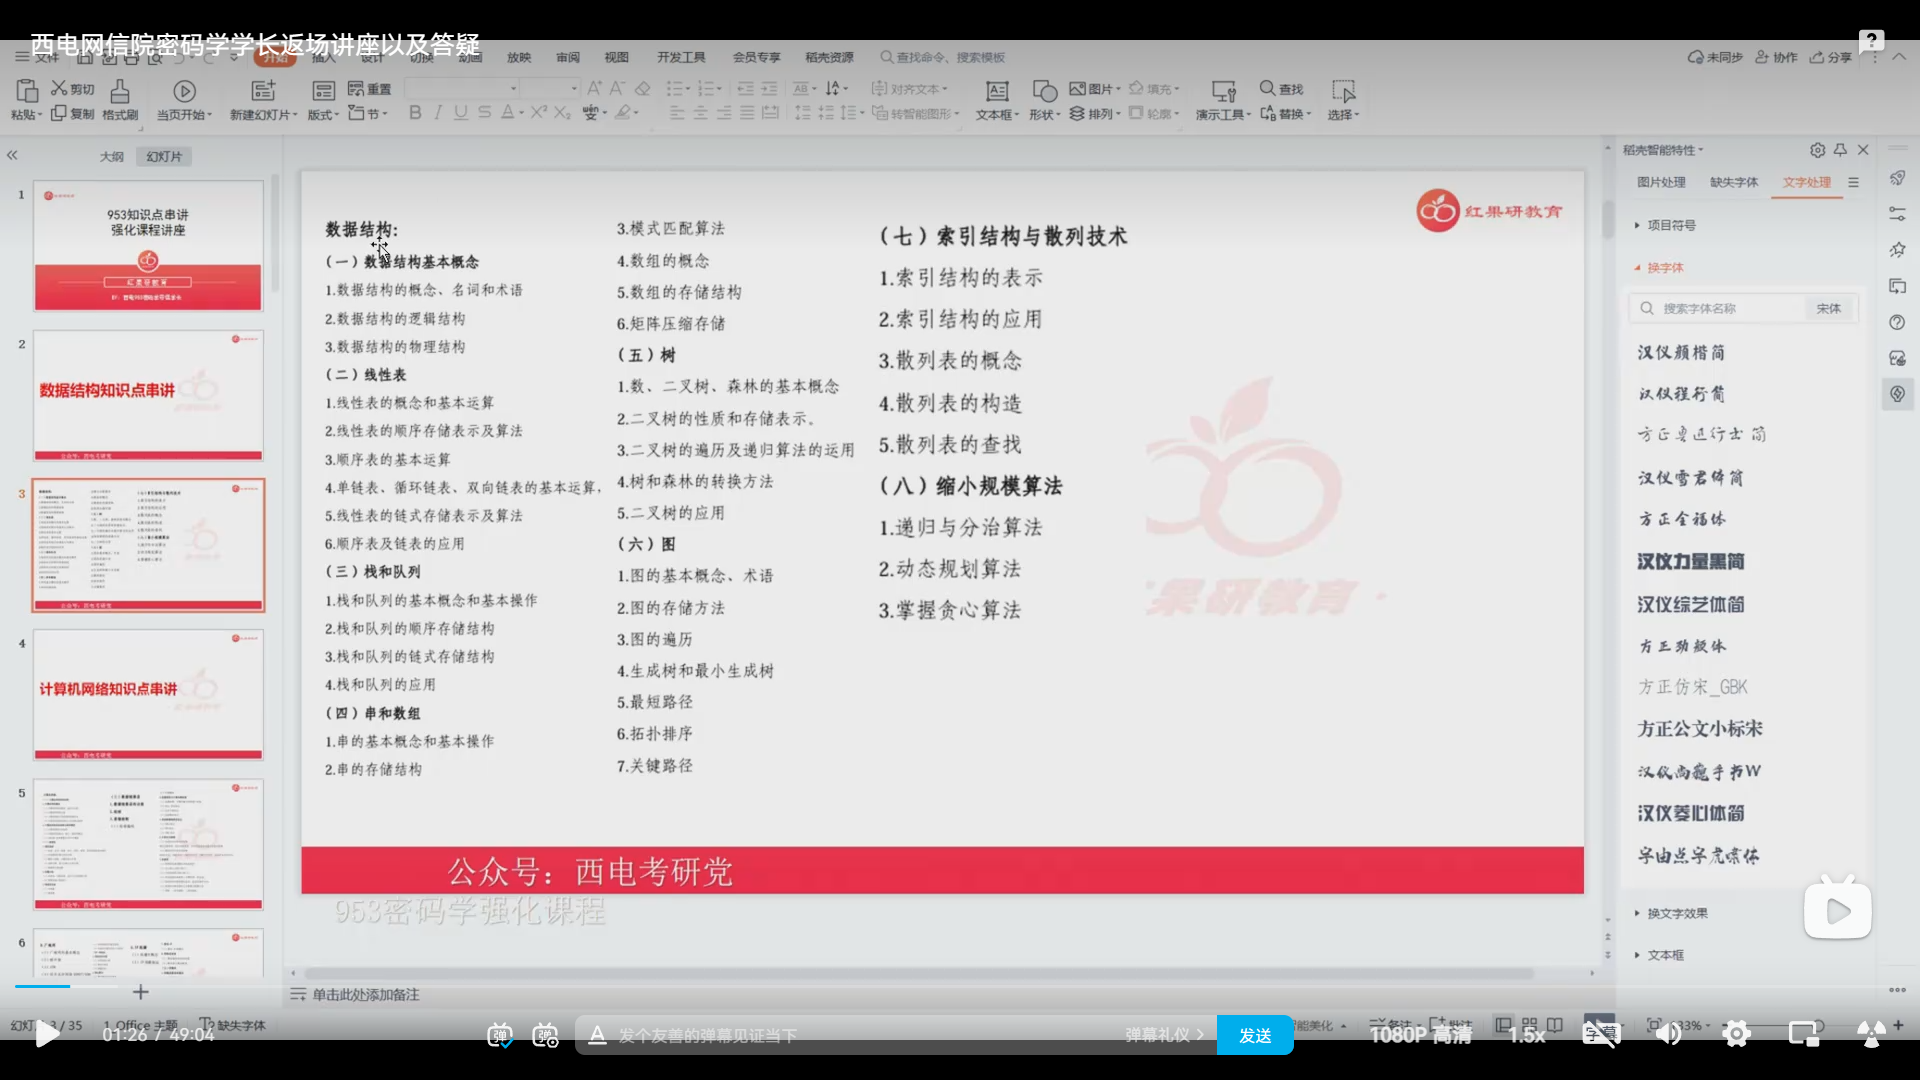 西电网信院密码学学长返场讲座以及答疑
文件
开始 插入 设计 切换 动画 放映 审阅 视图 开发工具 会员专享 稻壳资源 查找命令、搜索模板
未同步 协作 分享
粘贴 剪切 复制 格式刷 当页开始 新建幻灯片 版式 重置 节
对齐文本 转智能图形 文本框 形状 图片 排列 填充 轮廓 演示工具 查找 替换 选择
大纲 幻灯片
1
953知识点串讲
强化课程讲座
2
数据结构知识点串讲
3
4
计算机网络知识点串讲
5
6
数据结构:
(一)数据结构基本概念
1.数据结构的概念、名词和术语
2.数据结构的逻辑结构
3.数据结构的物理结构
(二)线性表
1.线性表的概念和基本运算
2.线性表的顺序存储表示及算法
3.顺序表的基本运算
4.单链表、循环链表、双向链表的基本运算,
5.线性表的链式存储表示及算法
6.顺序表及链表的应用
(三)栈和队列
1.栈和队列的基本概念和基本操作
2.栈和队列的顺序存储结构
3.栈和队列的链式存储结构
4.栈和队列的应用
(四)串和数组
1.串的基本概念和基本操作
2.串的存储结构
3.模式匹配算法
4.数组的概念
5.数组的存储结构
6.矩阵压缩存储
(五)树
1.数、二叉树、森林的基本概念
2.二叉树的性质和存储表示。
3.二叉树的遍历及递归算法的运用
4.树和森林的转换方法
5.二叉树的应用
(六)图
1.图的基本概念、术语
2.图的存储方法
3.图的遍历
4.生成树和最小生成树
5.最短路径
6.拓扑排序
7.关键路径
(七)索引结构与散列技术
1.索引结构的表示
2.索引结构的应用
3.散列表的概念
4.散列表的构造
5.散列表的查找
(八)缩小规模算法
1.递归与分治算法
2.动态规划算法
3.掌握贪心算法
红果研教育
果研教育
公众号：西电考研党
953密码学强化课程
单击此处添加备注
稻壳智能特性
图片处理 缺失字体 文字处理
项目符号
换字体
搜索字体名称 宋体
汉仪颜楷简
汉仪程行简
汉仪雪君体简
方正全福体
汉仪力量黑简
汉仪综艺体简
方正仿宋_GBK
方正公文小标宋
汉仪尚巍手书W
汉仪菱心体简
换文字效果
文本框
/ 35 1_Office 主题 缺失字体
01:26 / 49:04
发个友善的弹幕见证当下 弹幕礼仪 发送
1080P 高清 1.5x 字幕